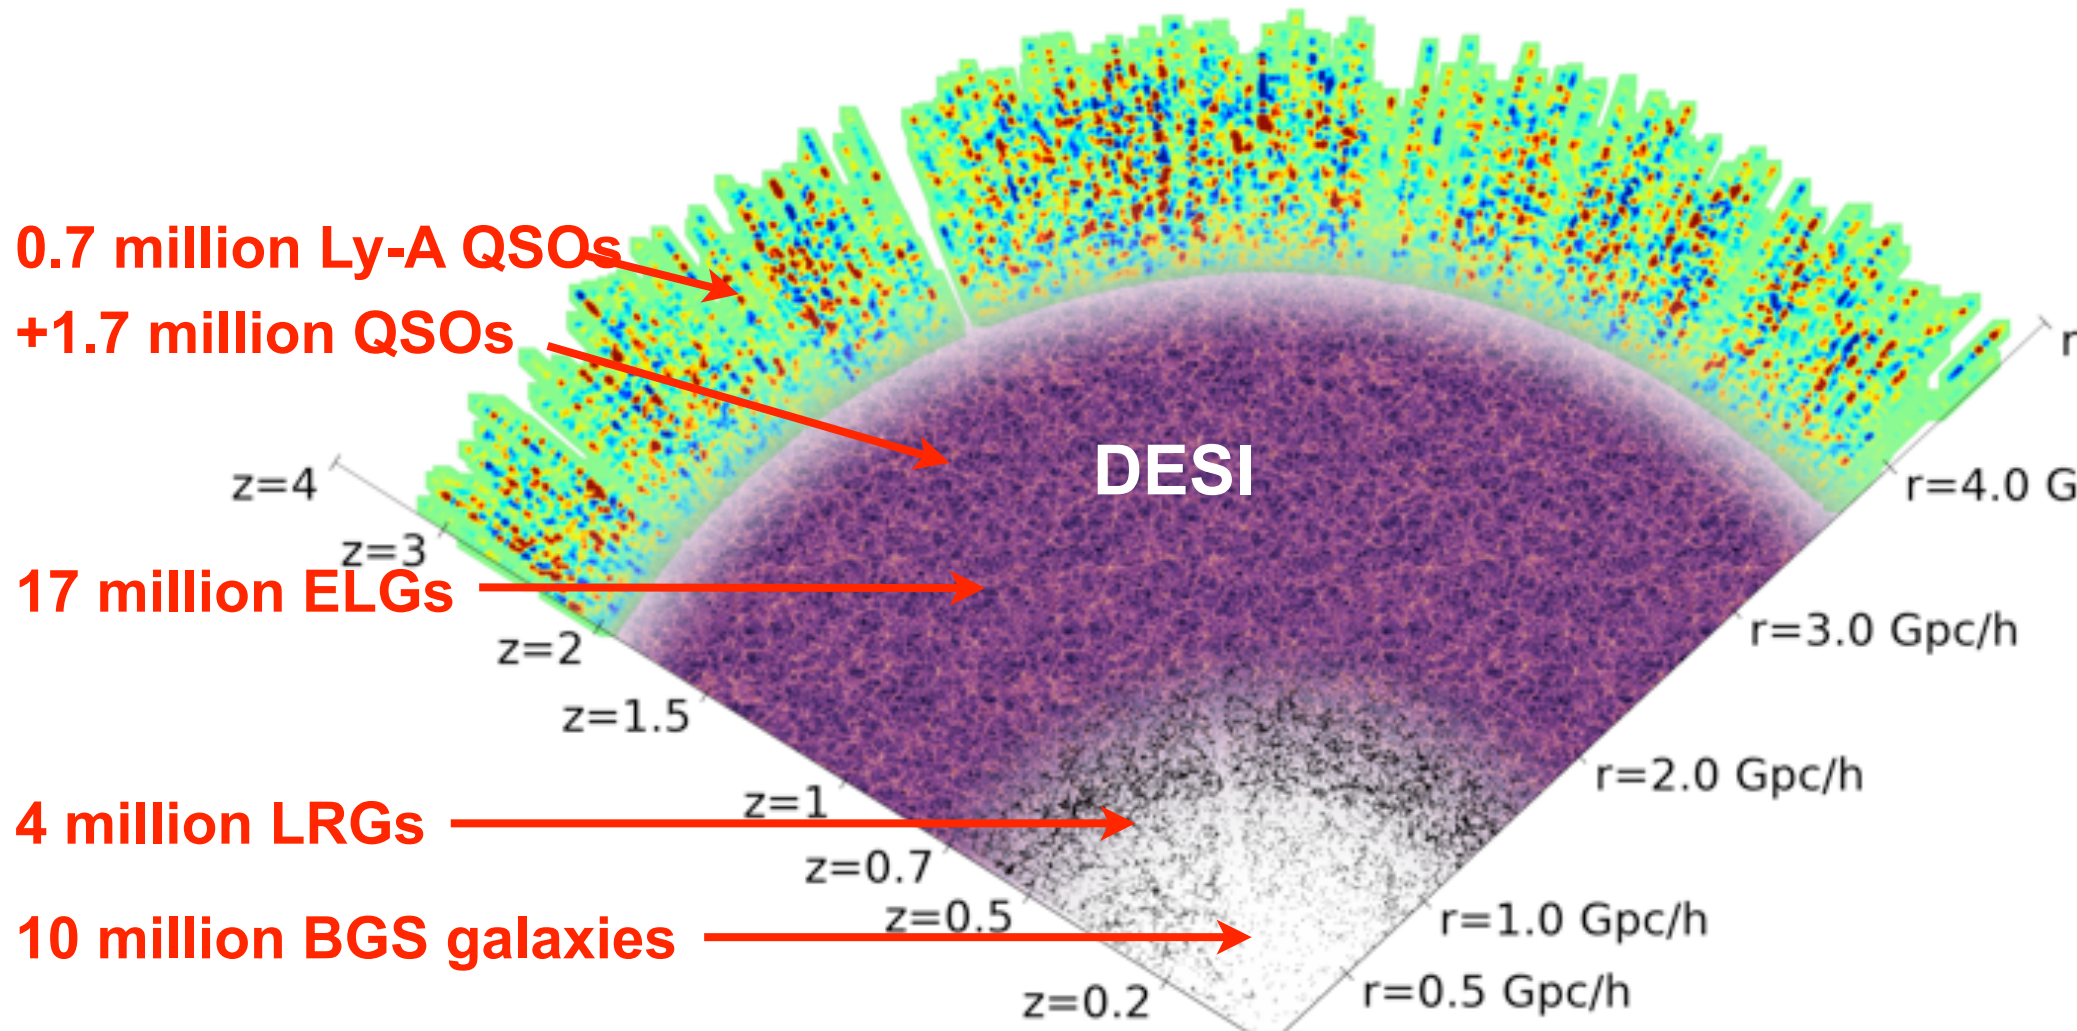 0.7 million Ly-A QSOs
+1.7 million QSOs
17 million ELGs
4 million LRGs
10 million BGS galaxies
DESI
z=4
z=3
z=2
z=1.5
z=1
z=0.7
z=0.5
z=0.2
r
r=4.0 G
r=3.0 Gpc/h
r=2.0 Gpc/h
r=1.0 Gpc/h
r=0.5 Gpc/h